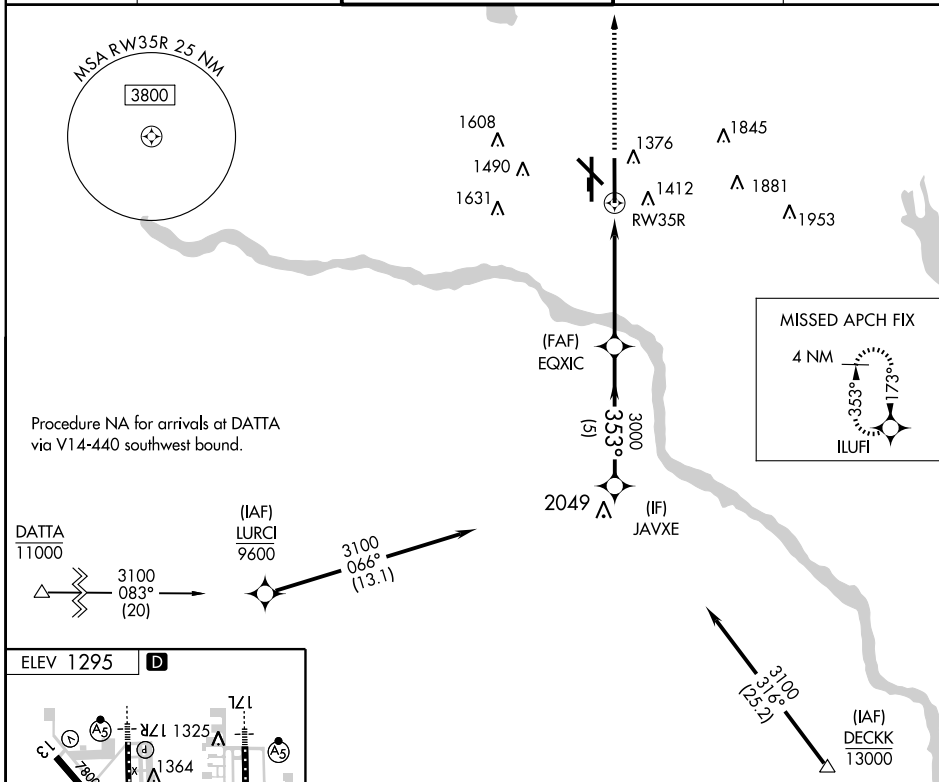 MSA RW35R 25 NM
3800
1608
1490
1631
1376
1845
1412
1881
1953
RW35R
(FAF)
EQXIC
3000
353°
(5)
2049
(IF)
JAVXE
MISSED APCH FIX
4 NM
353°
173°
ILUFI
Procedure NA for arrivals at DATTA
via V14-440 southwest bound.
DATTA
11000
3100
083°
(20)
(IAF)
LURCI
9600
3100
066°
(13.1)
3100
316°
(25.2)
(IAF)
DECKK
13000
ELEV 1295
D
17L
17R
1325
A5
V
P
A5
13
7800
X
1364